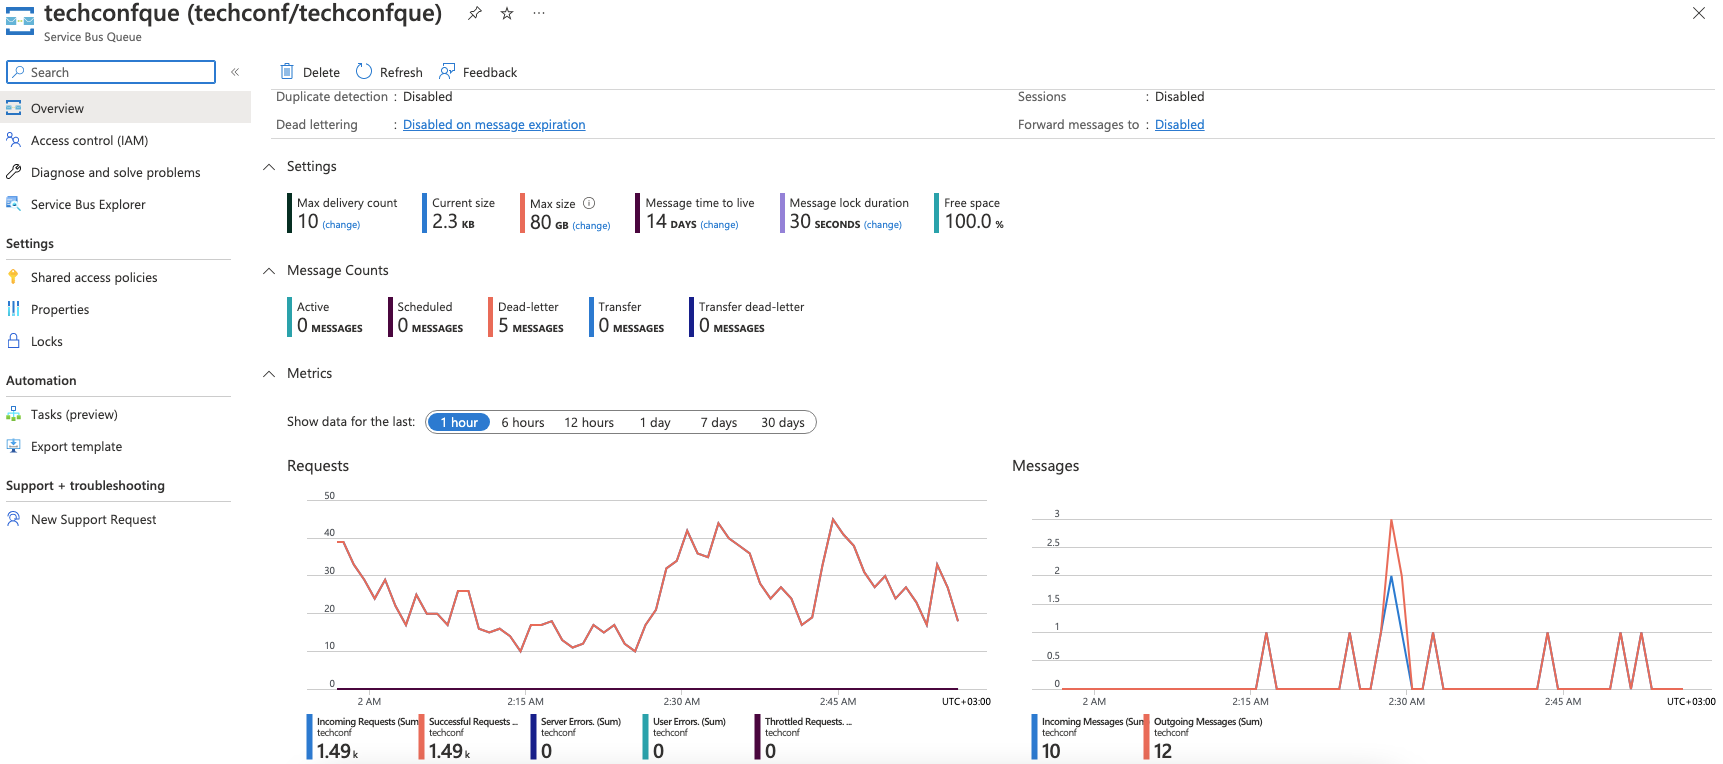 techconfque (techconf/techconfque)
Service Bus Queue
Search
Overview
Access control (IAM)
Diagnose and solve problems
Service Bus Explorer
Settings
Shared access policies
Properties
Locks
Automation
Tasks (preview)
Export template
Support + troubleshooting
New Support Request
Delete Refresh Feedback
Duplicate detection : Disabled Sessions : Disabled
Dead lettering : Disabled on message expiration Forward messages to : Disabled
Settings
Max delivery count Current size Max size Message time to live Message lock duration Free space
10 (change) 2.3 KB 80 GB (change) 14 DAYS (change) 30 SECONDS (change) 100.0 %
Message Counts
Active Scheduled Dead-letter Transfer Transfer dead-letter
0 MESSAGES 0 MESSAGES 5 MESSAGES 0 MESSAGES 0 MESSAGES
Metrics
Show data for the last: 1 hour 6 hours 12 hours 1 day 7 days 30 days
Requests
50
40
30
20
10
0
2 AM 2:15 AM 2:30 AM 2:45 AM UTC+03:00
Incoming Requests (Sum Successful Requests ... Server Errors. (Sum) User Errors. (Sum) Throttled Requests. ...
techconf techconf techconf techconf techconf
1.49 k 1.49 k 0 0 0
Messages
3
2.5
2
1.5
1
0.5
0
2 AM 2:15 AM 2:30 AM 2:45 AM UTC+03:00
Incoming Messages (Sum Outgoing Messages (Sum)
techconf techconf
10 12